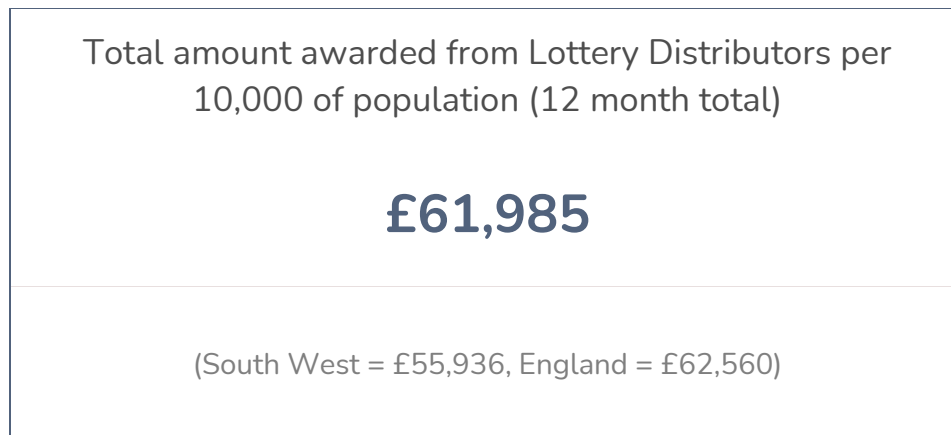 Total amount awarded from Lottery Distributors per
10,000 of population (12 month total)
£61,985
(South West = £55,936, England = £62,560)